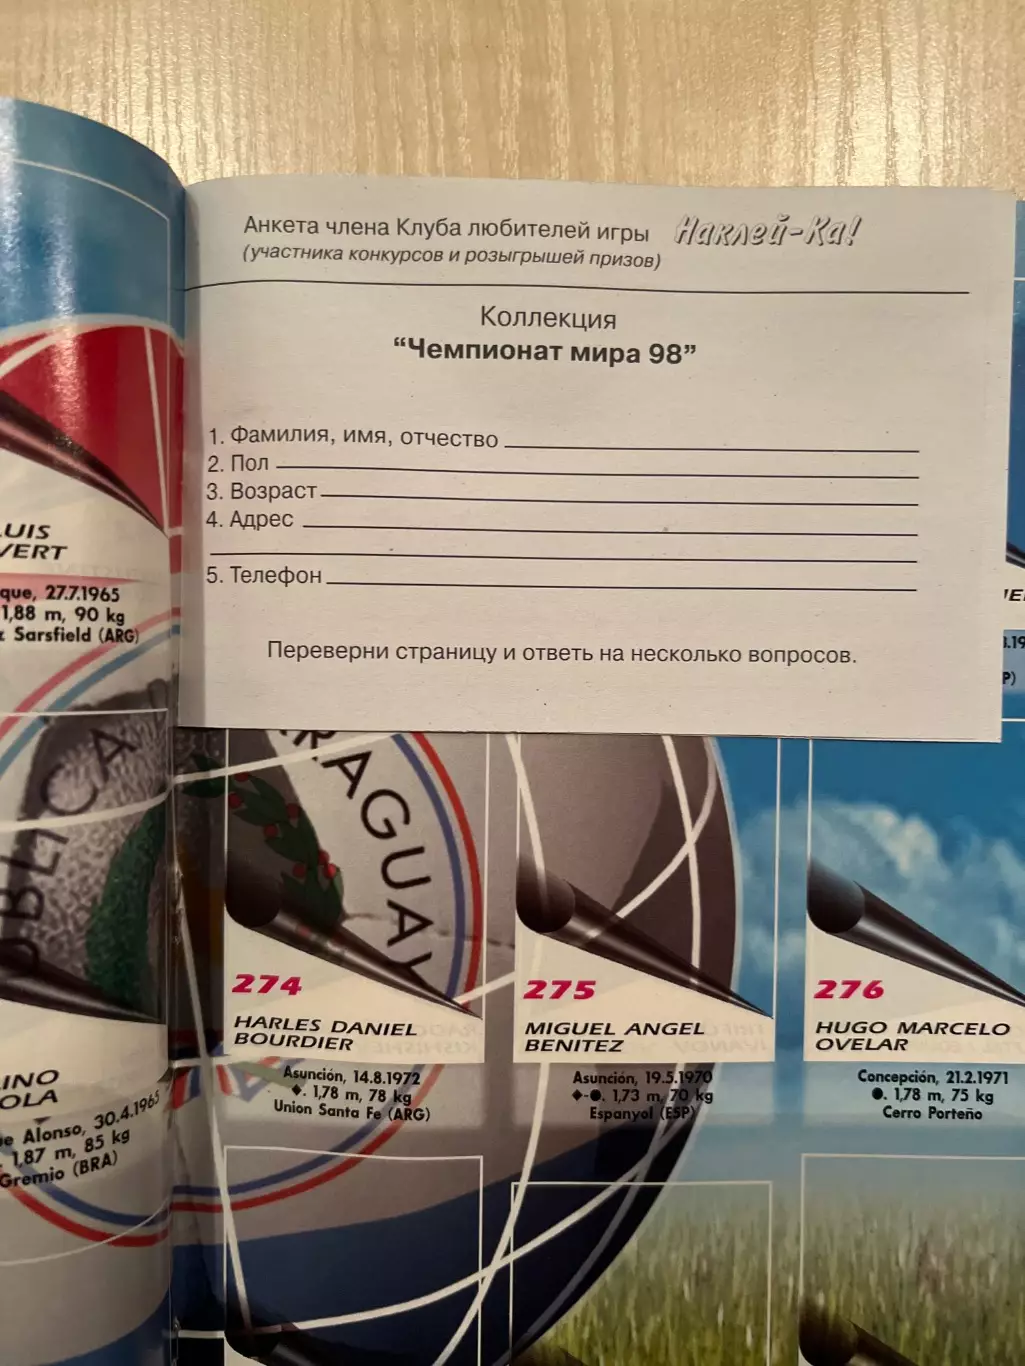 Анкета члена Клуба любителей игры Наклей-Ка!
(участника конкурсов и розыгрышей призов)
Коллекция
“Чемпионат мира 98”
1. Фамилия, имя, отчество
2. Пол
3. Возраст
4. Адрес
5. Телефон
Переверни страницу и ответь на несколько вопросов.
LUIS
VERT
que, 27.7.1965
1,88 m, 90 kg
Sarsfield (ARG)
BLICA
ARAGUAY
INO
OLA
e Alonso, 30.4.1965
1,87 m, 85 kg
Gremio (BRA)
274
HARLES DANIEL
BOURDIER
Asunción, 14.8.1972
♦. 1,78 m, 78 kg
Union Santa Fe (ARG)
275
MIGUEL ANGEL
BENITEZ
Asunción, 19.5.1970
♦-●. 1,73 m, 70 kg
Espanyol (ESP)
276
HUGO MARCELO
OVELAR
Concepción, 21.2.1971
●. 1,78 m, 75 kg
Cerro Porteño